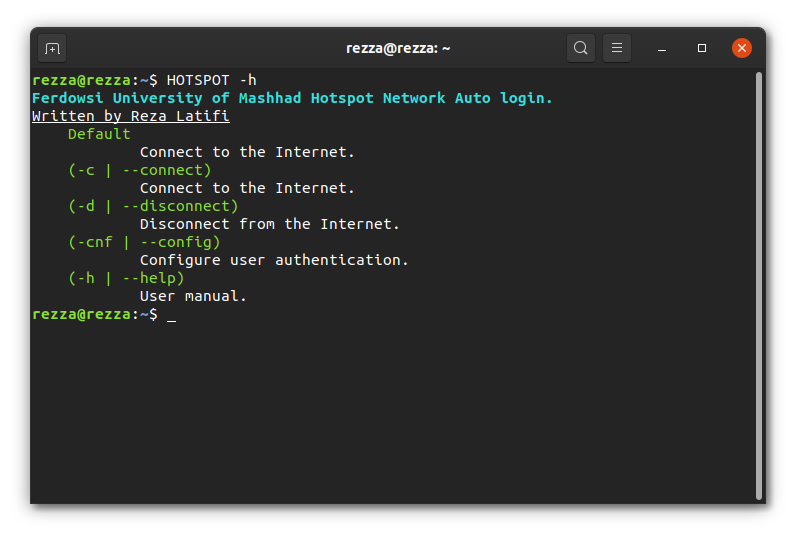 rezza@rezza: ~
rezza@rezza:~$ HOTSPOT -h
Ferdowsi University of Mashhad Hotspot Network Auto login.
Written by Reza Latifi
Default
Connect to the Internet.
(-c | --connect)
Connect to the Internet.
(-d | --disconnect)
Disconnect from the Internet.
(-cnf | --config)
Configure user authentication.
(-h | --help)
User manual.
rezza@rezza:~$ _